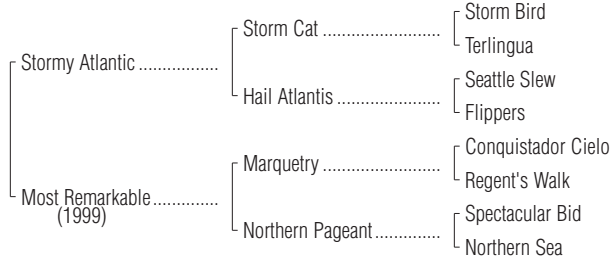 Storm Bird
Storm Cat ........................
Terlingua
Stormy Atlantic ................
Seattle Slew
Hail Atlantis .....................
Flippers
Conquistador Cielo
Marquetry ........................
Regent's Walk
Most Remarkable.............
(1999)
Spectacular Bid
Northern Pageant.............
Northern Sea